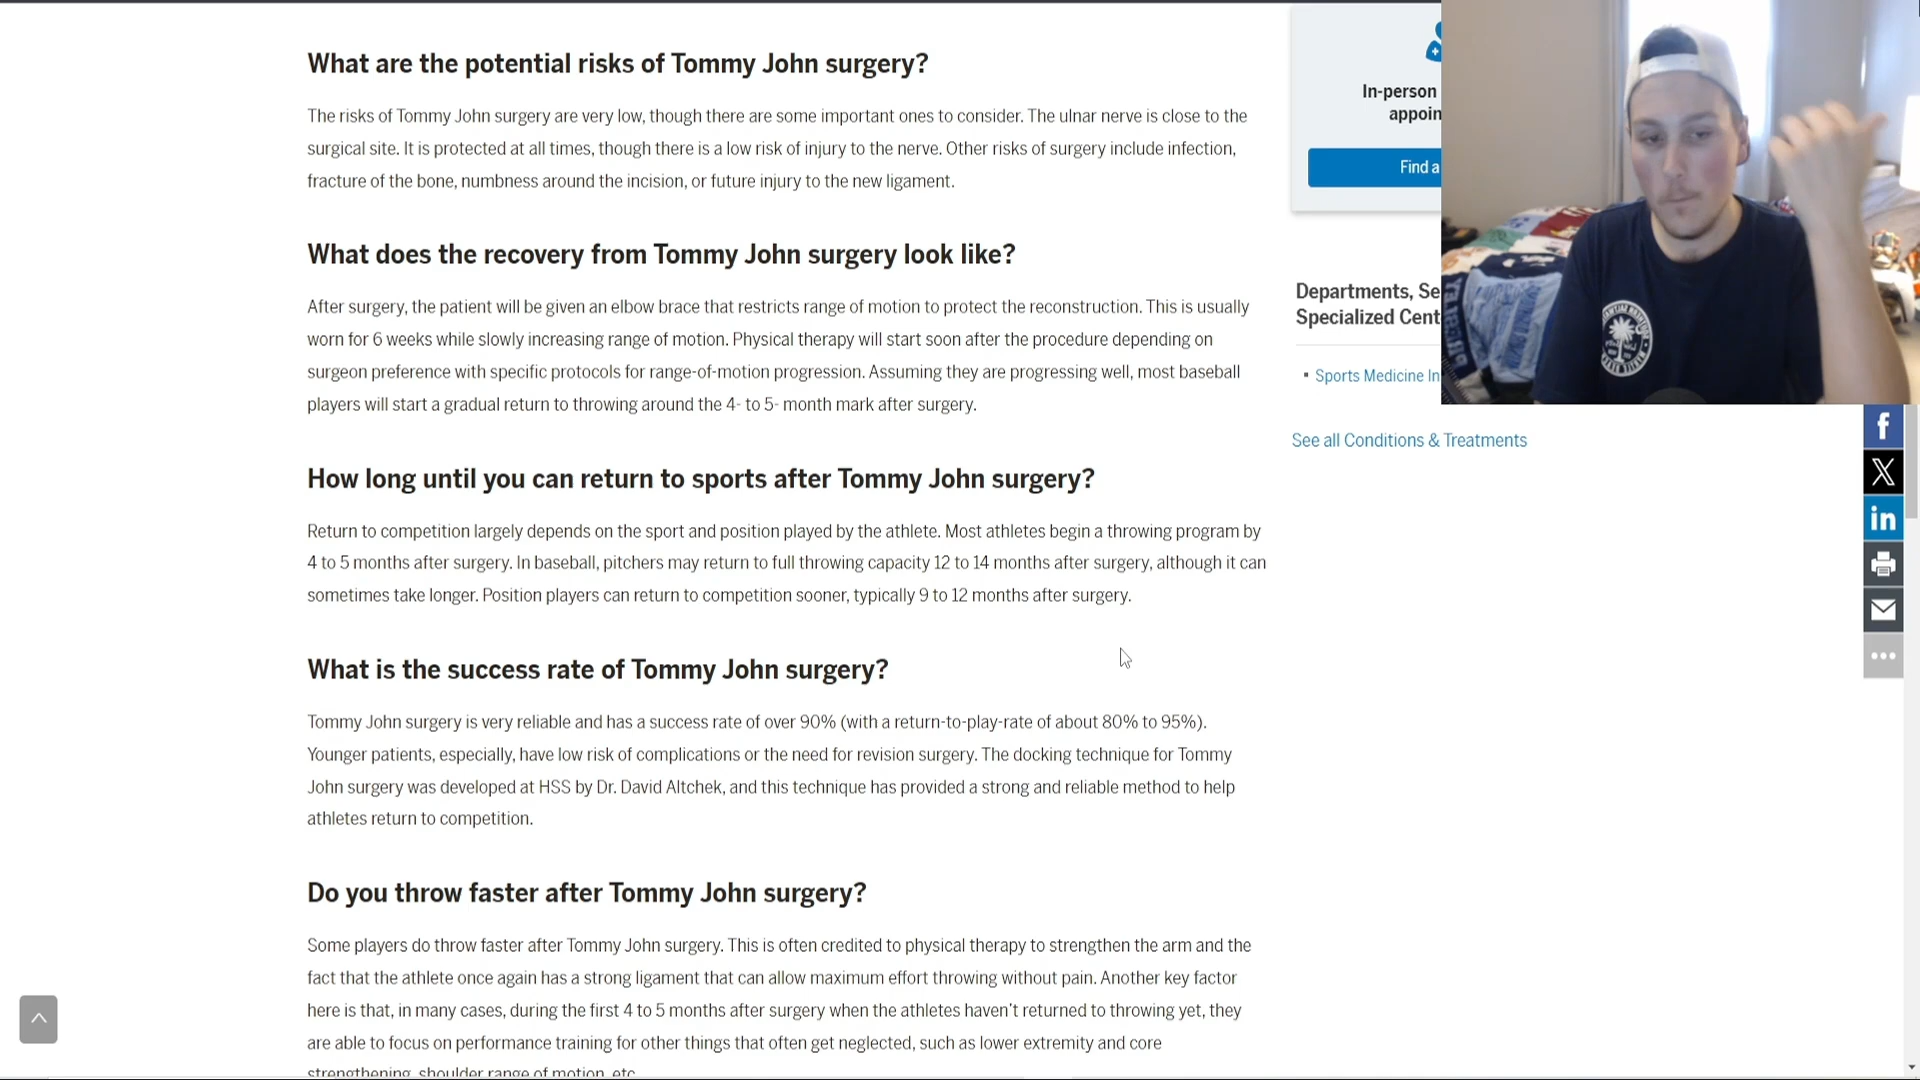 What are the potential risks of Tommy John surgery?
The risks of Tommy John surgery are very low, though there are some important ones to consider. The ulnar nerve is close to the
surgical site. It is protected at all times, though there is a low risk of injury to the nerve. Other risks of surgery include infection,
fracture of the bone, numbness around the incision, or future injury to the new ligament.
What does the recovery from Tommy John surgery look like?
After surgery, the patient will be given an elbow brace that restricts range of motion to protect the reconstruction. This is usually
worn for 6 weeks while slowly increasing range of motion. Physical therapy will start soon after the procedure depending on
surgeon preference with specific protocols for range-of-motion progression. Assuming they are progressing well, most baseball
players will start a gradual return to throwing around the 4- to 5- month mark after surgery.
How long until you can return to sports after Tommy John surgery?
Return to competition largely depends on the sport and position played by the athlete. Most athletes begin a throwing program by
4 to 5 months after surgery. In baseball, pitchers may return to full throwing capacity 12 to 14 months after surgery, although it can
sometimes take longer. Position players can return to competition sooner, typically 9 to 12 months after surgery.
What is the success rate of Tommy John surgery?
Tommy John surgery is very reliable and has a success rate of over 90% (with a return-to-play-rate of about 80% to 95%).
Younger patients, especially, have low risk of complications or the need for revision surgery. The docking technique for Tommy
John surgery was developed at HSS by Dr. David Altchek, and this technique has provided a strong and reliable method to help
athletes return to competition.
Do you throw faster after Tommy John surgery?
Some players do throw faster after Tommy John surgery. This is often credited to physical therapy to strengthen the arm and the
fact that the athlete once again has a strong ligament that can allow maximum effort throwing without pain. Another key factor
here is that, in many cases, during the first 4 to 5 months after surgery when the athletes haven't returned to throwing yet, they
are able to focus on performance training for other things that often get neglected, such as lower extremity and core
strengthening, shoulder range of motion, etc.
In-person
appoin
Find a
Departments, Se
Specialized Cent
Sports Medicine In
See all Conditions & Treatments